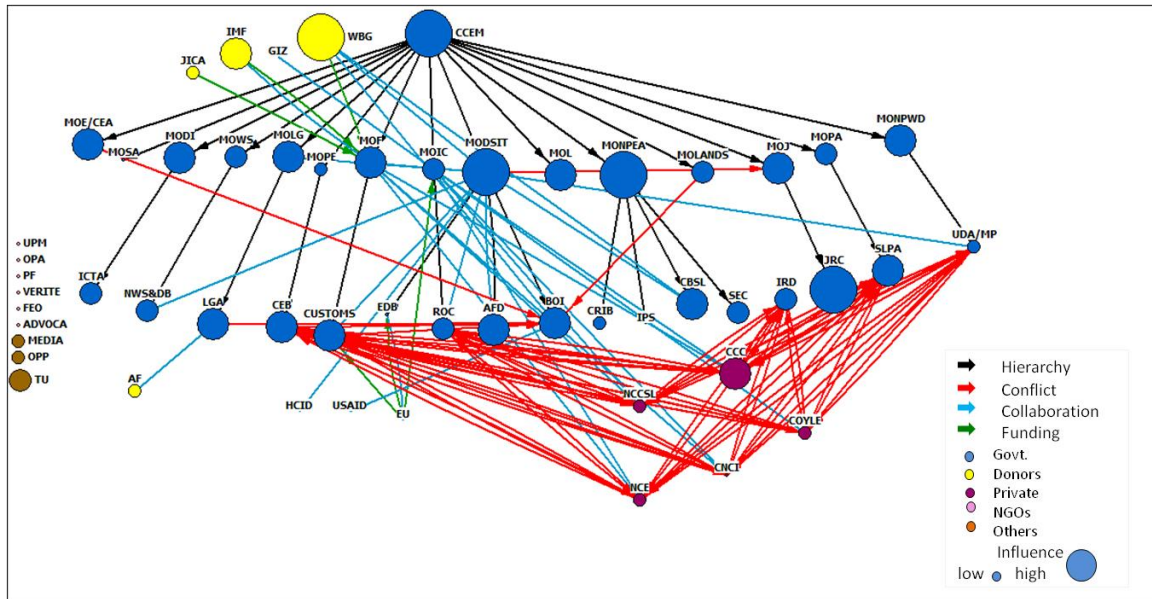 IMF
WBG
CCEM
GIZ
JICA
MOE/CEA
MOSA
MODI
MOWS
MOLG
MOPE
MOF
MOIC
MODSIT
MOL
MONPEA
MOLANDS
MOJ
MOPA
MONPWD
UPM
OPA
PF
VERITE
FEO
ADVOCA
MEDIA
OPP
TU
ICTA
NWS&DB
LGA
CEB
CUSTOMS
EDB
ROC
AFD
BOI
CRIB
IPS
CBSL
SEC
IRD
JRC
SLPA
UDA/MP
AF
HCID
USAID
EU
NCCSL
CCC
COYLE
CNCI
NCE
Hierarchy
Conflict
Collaboration
Funding
Govt.
Donors
Private
NGOs
Others
Influence
low high